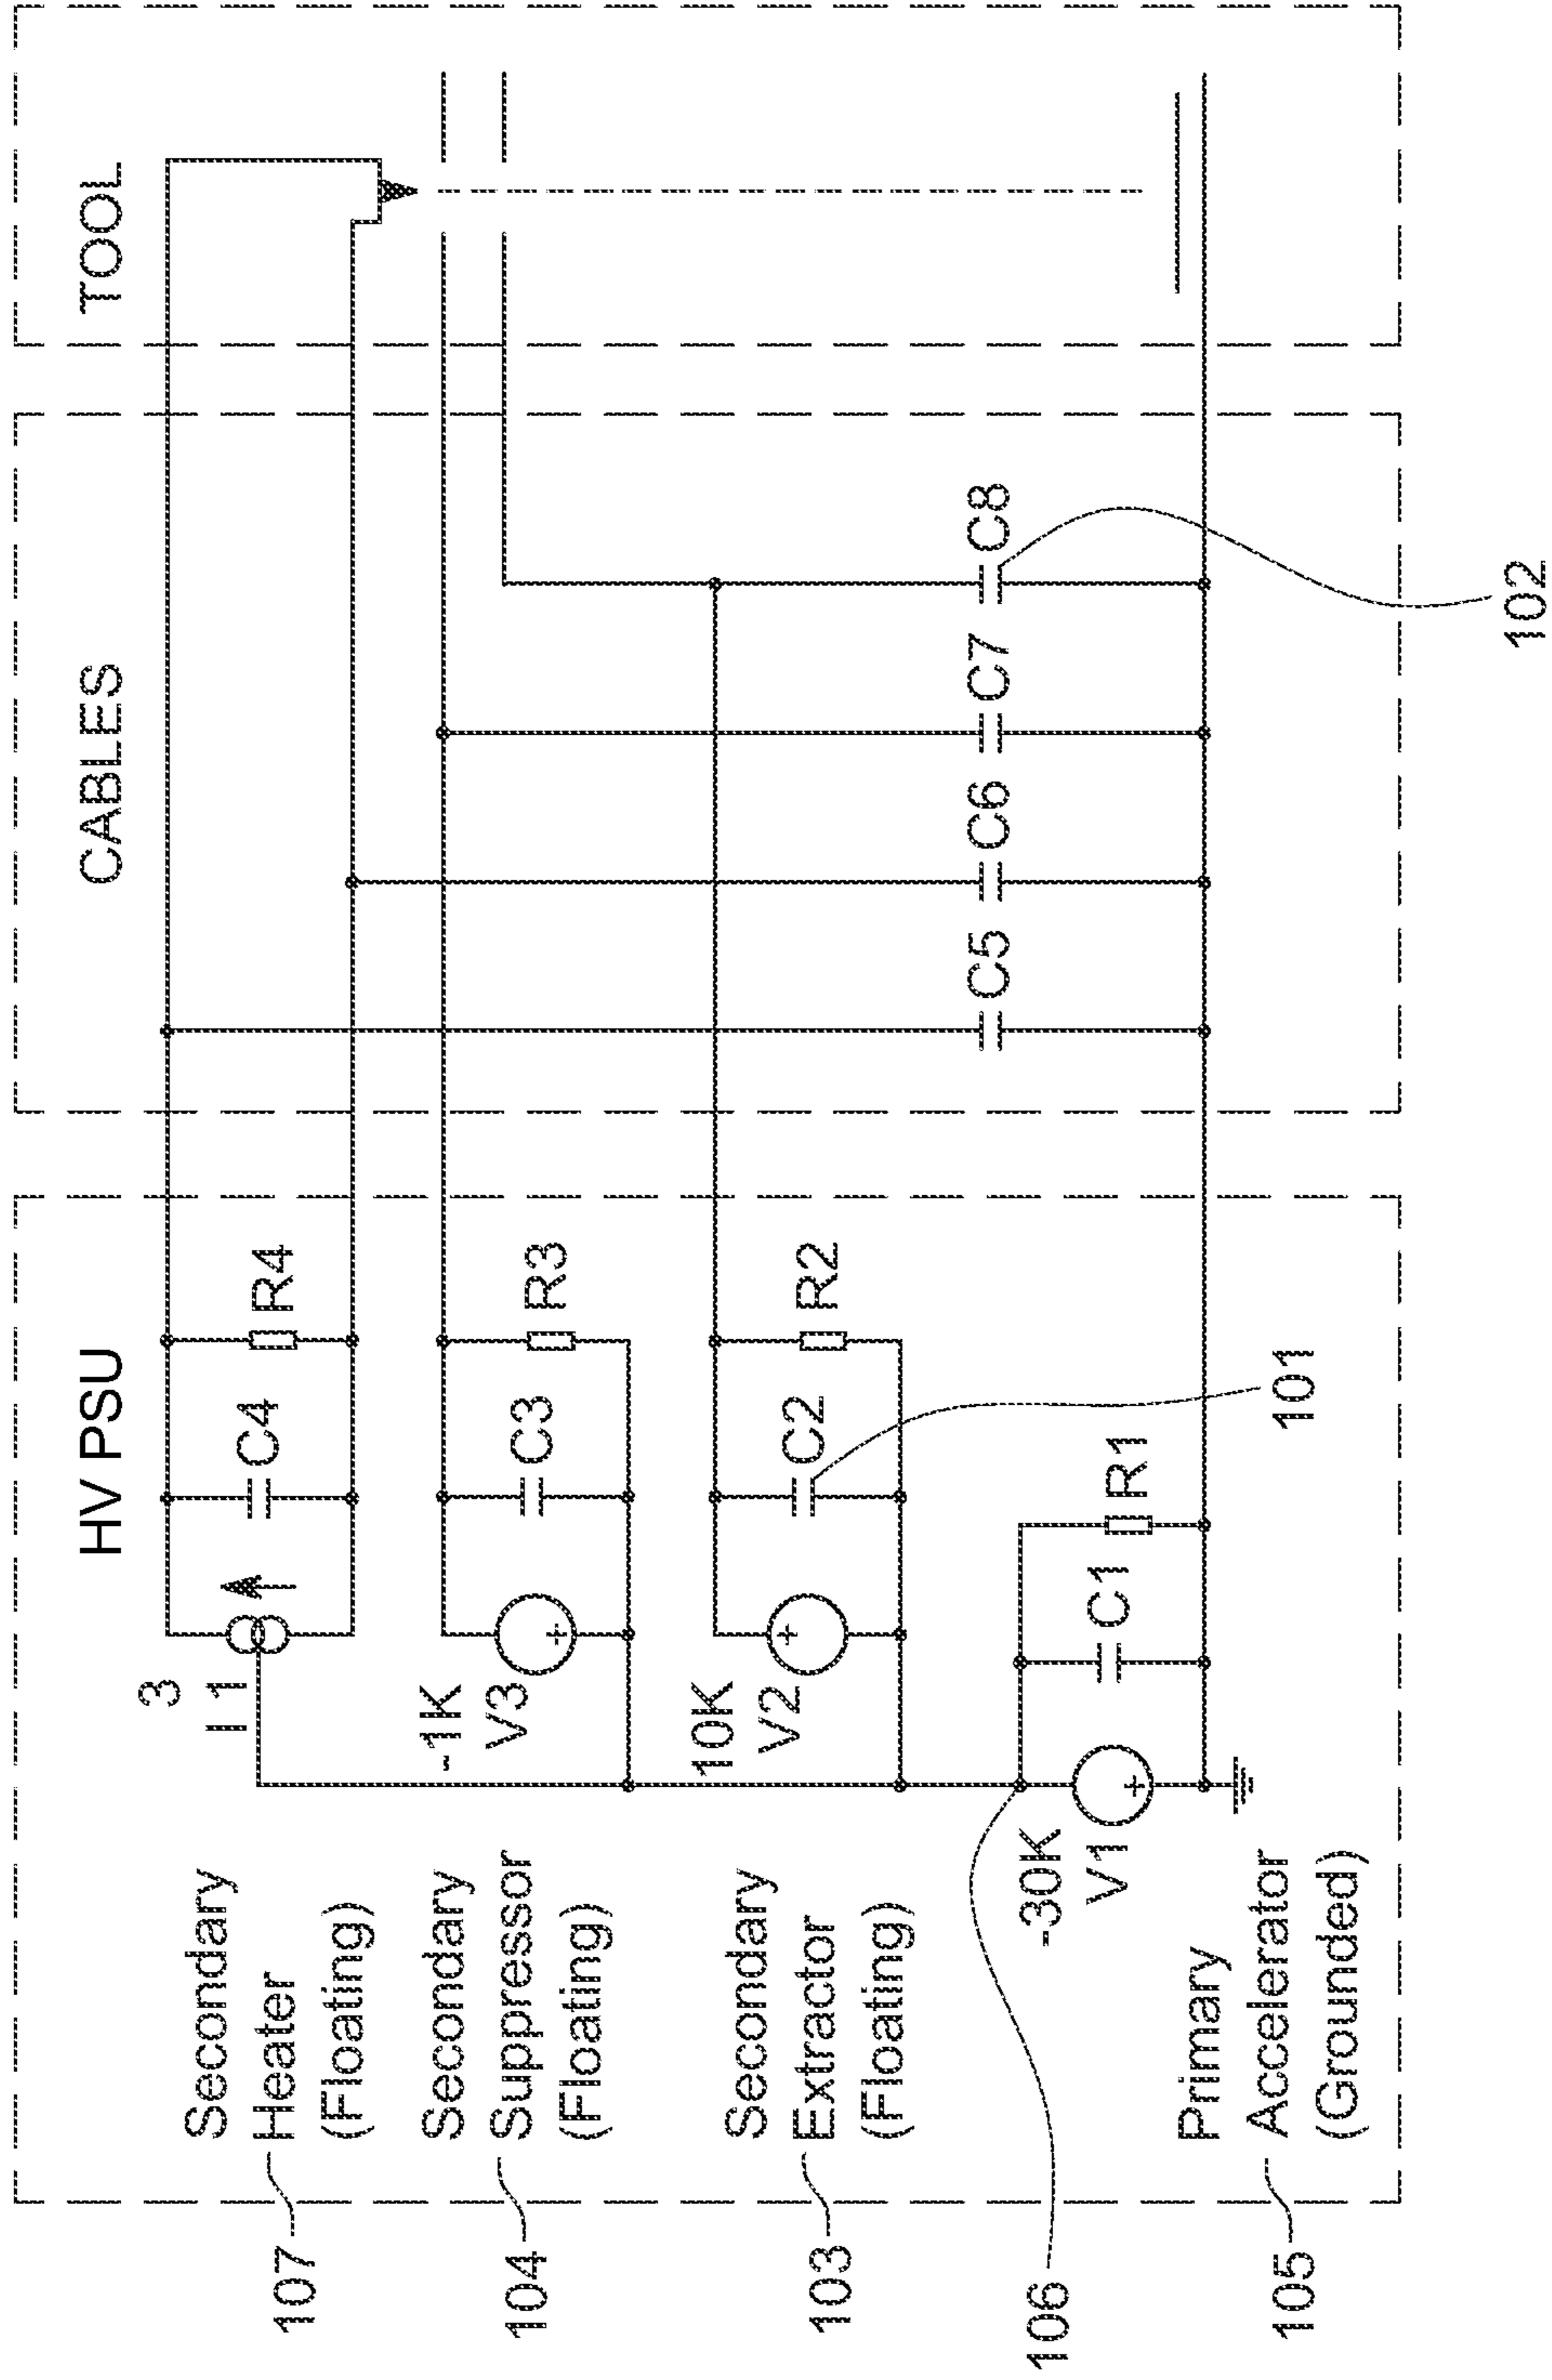 HV PSU
CABLES
TOOL
107
Secondary
Heater
(Floating)
3
I 1
C4
R4
104
Secondary
Suppressor
(Floating)
-1K
V3
C3
R3
103
Secondary
Extractor
(Floating)
10K
V2
C2
R2
101
C5
C6
C7
C8
102
106
-30K
V1
C1
R1
105
Primary
Accelerator
(Grounded)